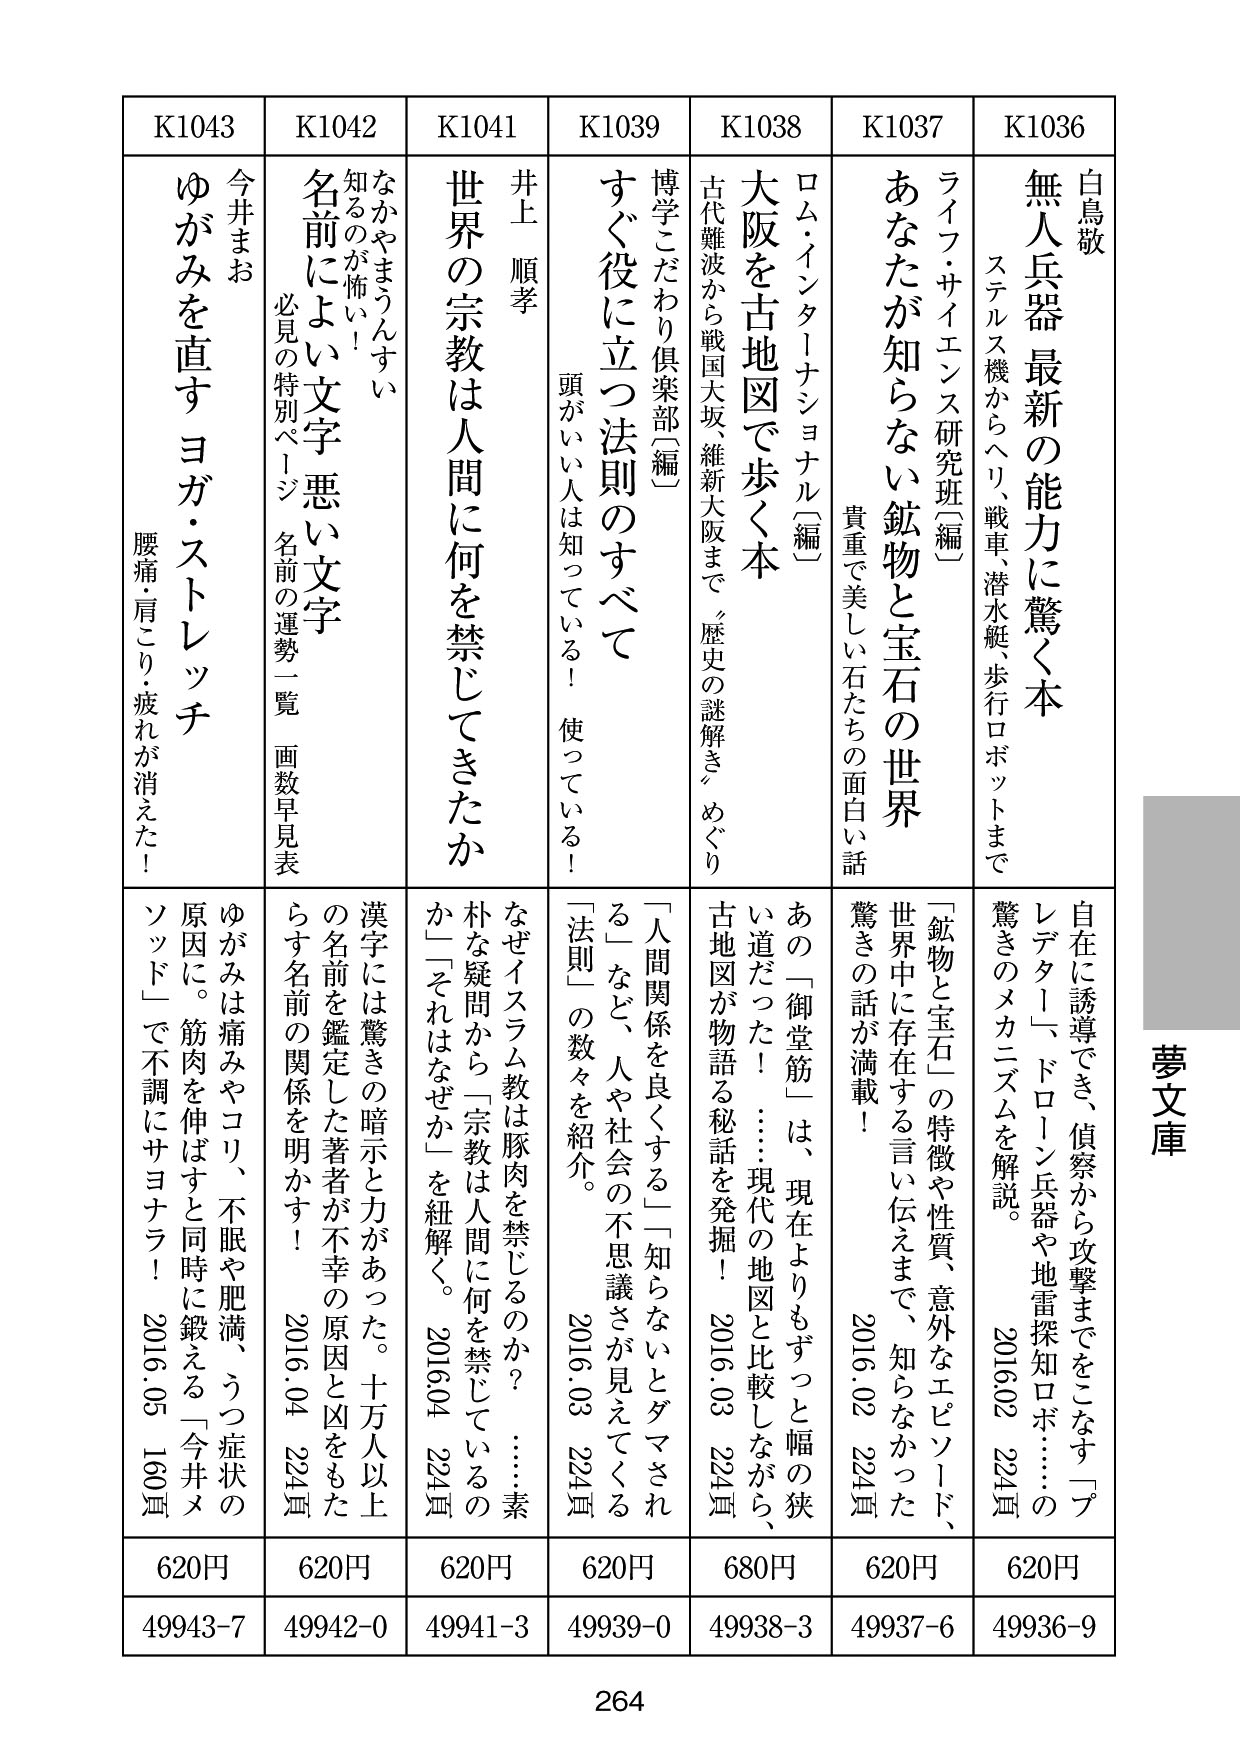 K1036
白鳥敬
無人兵器 最新の能力に驚く本
ステルス機からヘリ、戦車、潜水艇、歩行ロボットまで
自在に誘導でき、偵察から攻撃までをこなす「プ
レデター」、ドローン兵器や地雷探知ロボ……の
驚きのメカニズムを解説。 2016.02 224頁
620円
49936-9
K1037
ライフ・サイエンス研究班〔編〕
あなたが知らない鉱物と宝石の世界
貴重で美しい石たちの面白い話
「鉱物と宝石」の特徴や性質、意外なエピソード、
世界中に存在する言い伝えまで、知らなかった
驚きの話が満載！ 2016.02 224頁
620円
49937-6
K1038
ロム・インターナショナル〔編〕
大阪を古地図で歩く本
古代難波から戦国大坂、維新大阪まで〝歴史の謎解き〟めぐり
あの「御堂筋」は、現在よりもずっと幅の狭
い道だった！ ……現代の地図と比較しながら、
古地図が物語る秘話を発掘！ 2016.03 224頁
680円
49938-3
K1039
博学こだわり倶楽部〔編〕
すぐ役に立つ法則のすべて
頭がいい人は知っている！ 使っている！
「人間関係を良くする」「知らないとダマされ
る」など、人や社会の不思議さが見えてくる
「法則」の数々を紹介。 2016.03 224頁
620円
49939-0
K1041
井上 順孝
世界の宗教は人間に何を禁じてきたか
なぜイスラム教は豚肉を禁じるのか？ ……素
朴な疑問から「宗教は人間に何を禁じているの
か」「それはなぜか」を紐解く。 2016.04 224頁
620円
49941-3
K1042
なかやまうんすい
知るのが怖い！
名前によい文字 悪い文字
必見の特別ページ 名前の運勢一覧 画数早見表
漢字には驚きの暗示と力があった。十万人以上
の名前を鑑定した著者が不幸の原因と凶をもた
らす名前の関係を明かす！ 2016.04 224頁
620円
49942-0
K1043
今井まお
ゆがみを直す ヨガ・ストレッチ
腰痛・肩こり・疲れが消えた！
ゆがみは痛みやコリ、不眠や肥満、うつ症状の
原因に。筋肉を伸ばすと同時に鍛える「今井メ
ソッド」で不調にサヨナラ！ 2016.05 160頁
620円
49943-7
夢文庫
264